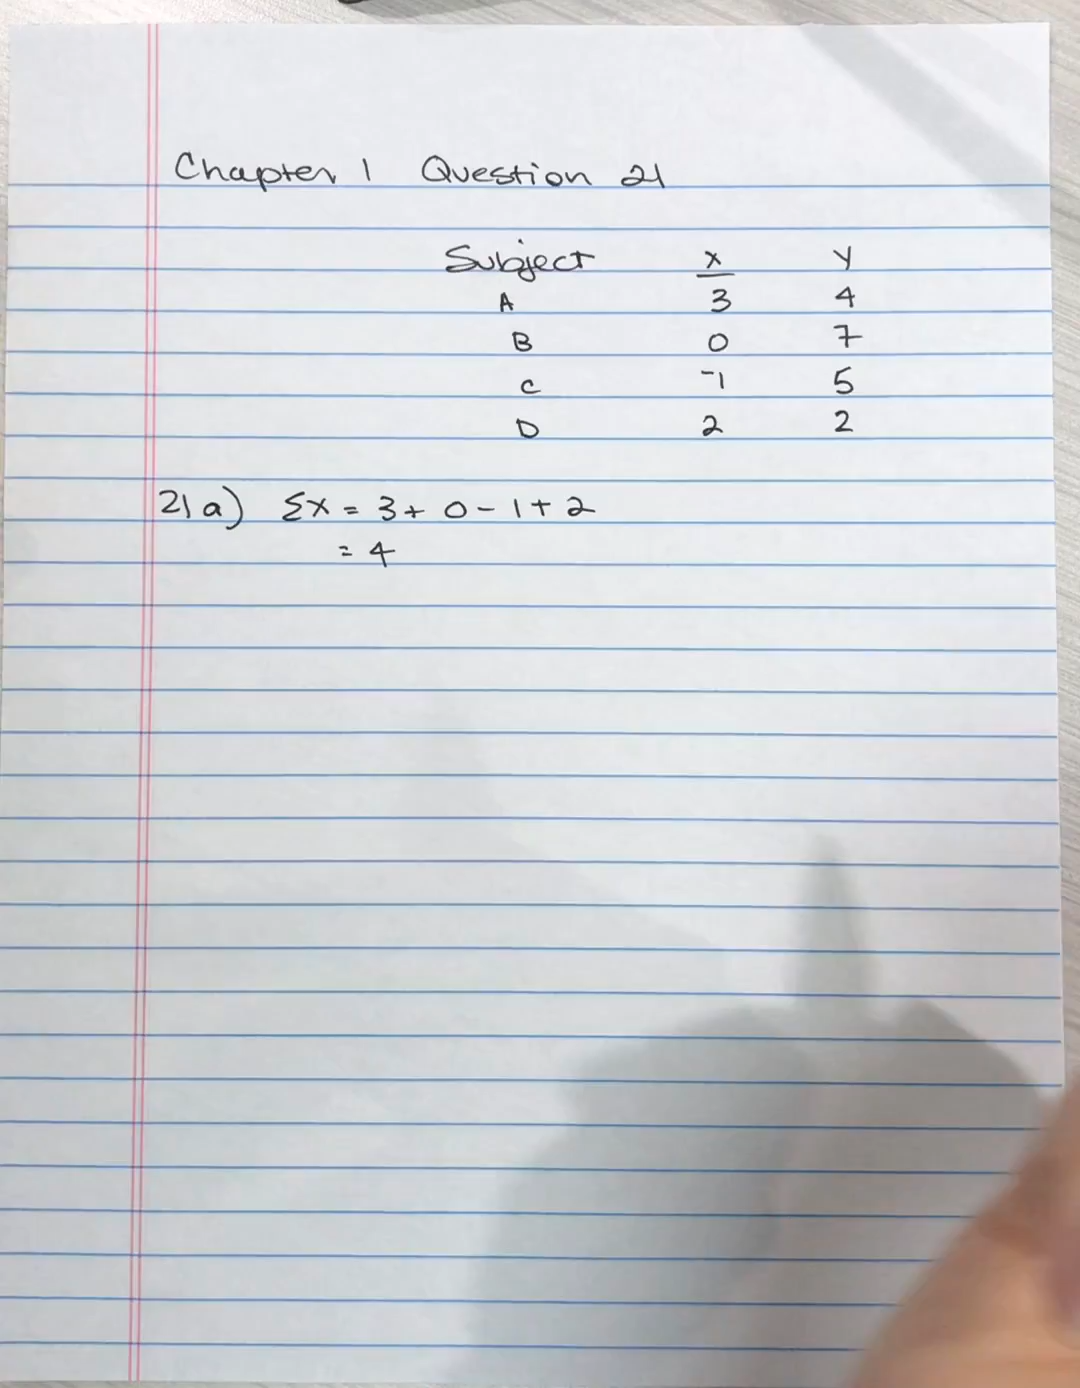 Chapter 1 Question 21
Subject X Y
A 3 4
B 0 7
C -1 5
D 2 2
21a) Σx = 3 + 0 - 1 + 2
= 4